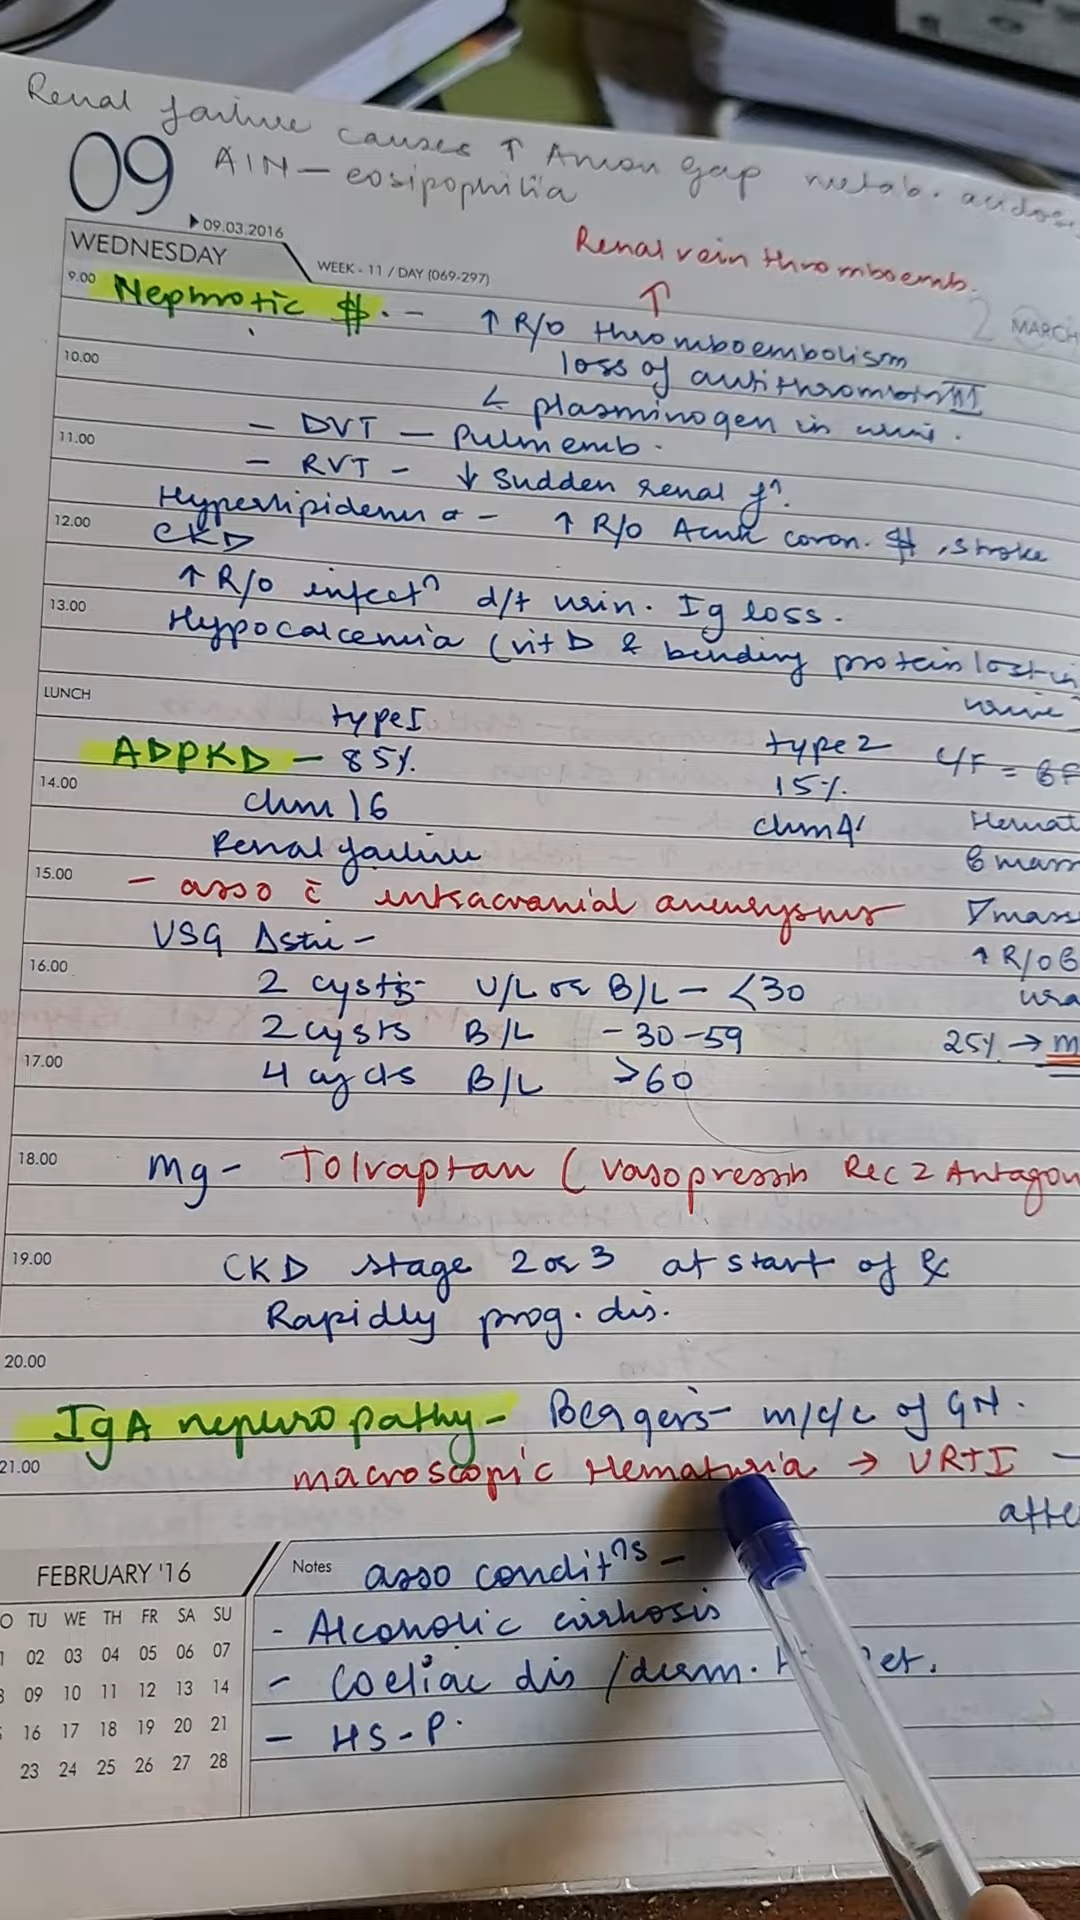 Renal failure causes ↑ Anion gap metab. acidosi
AIN — eosipophilia
09
09.03.2016
WEDNESDAY
WEEK - 11 / DAY (069-297)
Renal vein thromboemb.
↑
MARCH
9.00 Nephrotic $. - ↑ R/o thromboembolism
10.00 loss of antithrombin III
& plasminogen in urine.
11.00 - DVT — Pulm emb.
- RVT - ↓ Sudden renal fⁿ.
Hyperlipidemia - ↑ R/o Acute coron. $, stroke
12.00 CKD
↑ R/o infectⁿ d/t urin. Ig loss.
13.00 Hypocalcemia (vit D & binding protein lost in
urine
LUNCH
type I type 2 C/F =
ADPKD — 85% 15%
14.00 Chm 16 Chm 4 Hemat
Renal failure mass
15.00 - asso c̄ intracranial aneurysms mass
USG Δstic - ↑ R/o
16.00 2 cysts U/L or B/L — <30
2 cysts B/L - 30-59 25% → m
17.00 4 cycts B/L >60
18.00 Mg - Tolvaptan (vasopressin Rec 2 Antagon
19.00 CKD stage 2 or 3 at start of Rx
Rapidly prog. dis.
20.00
IgA nepuropathy - Bergers - m/c/c of GN.
21.00 macroscopic Hematuria → URTI —
afte
FEBRUARY '16
Notes asso conditⁿs —
O TU WE TH FR SA SU
1 02 03 04 05 06 07
- Alcoholic cirrhosis
8 09 10 11 12 13 14
- Coeliac dis / derm. et.
16 17 18 19 20 21
- HS-P.
23 24 25 26 27 28